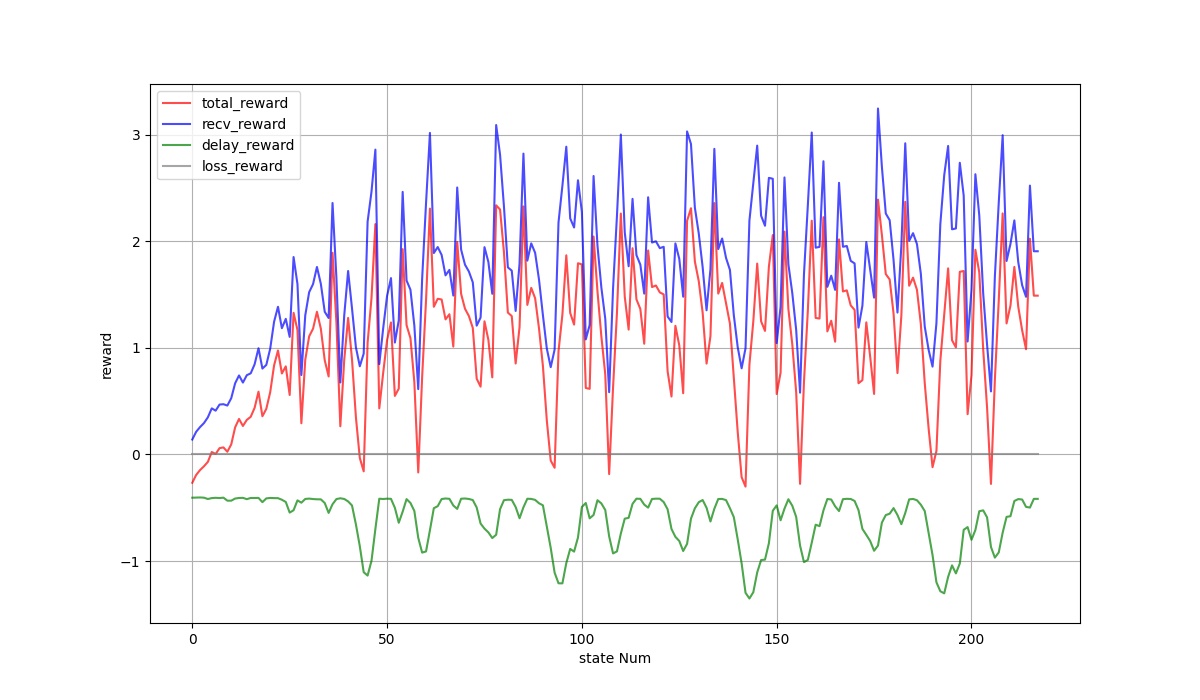 total_reward
recv_reward
delay_reward
loss_reward
reward
3
2
1
0
−1
0 50 100 150 200
state Num